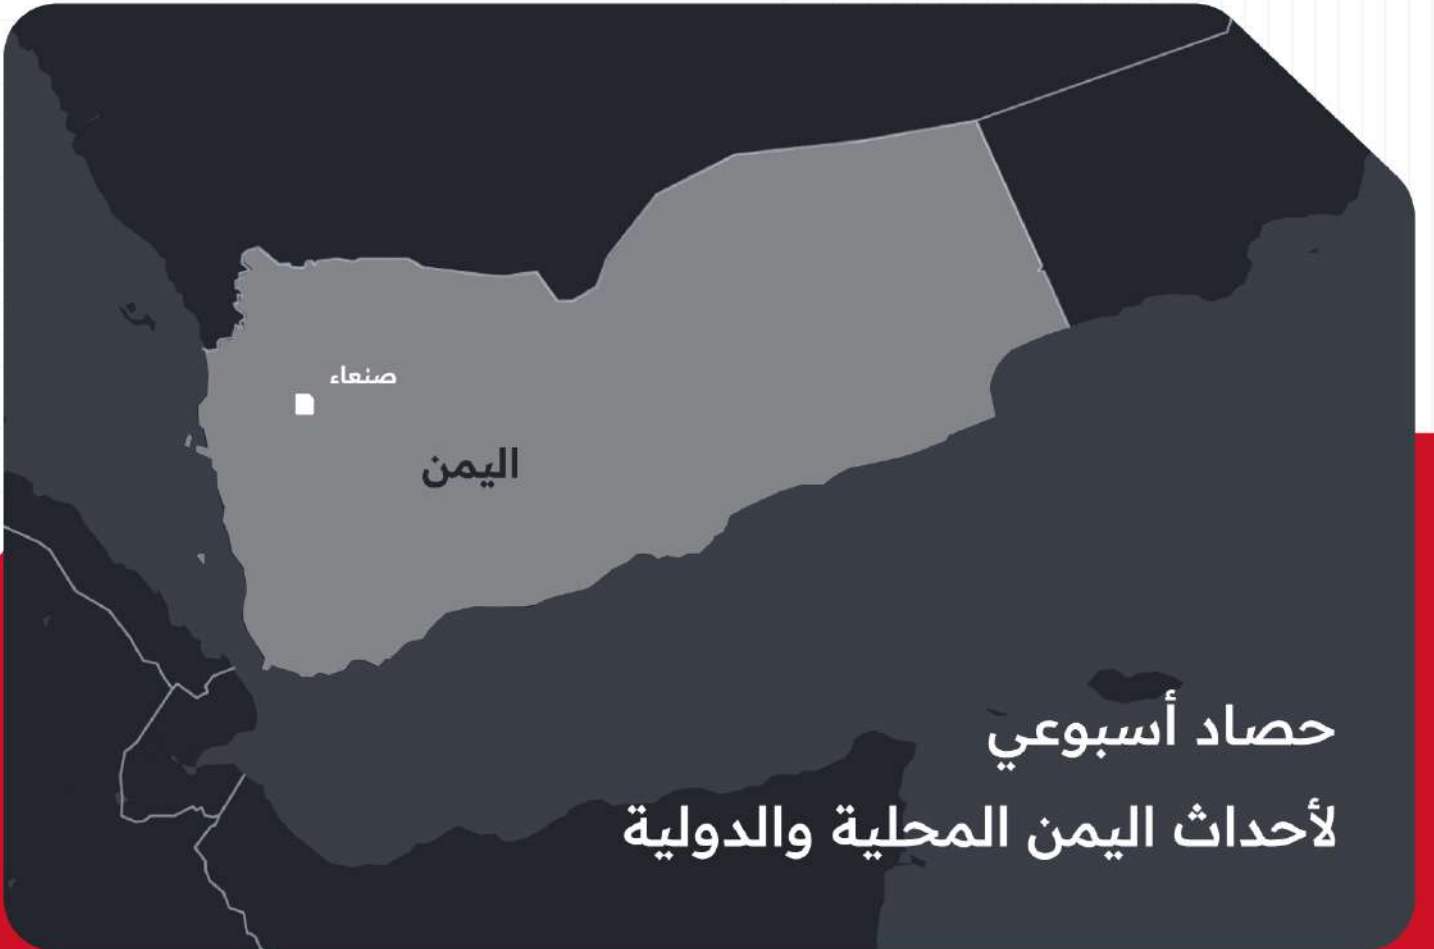 صنعاء
اليمن
حصاد أسبوعي
لأحداث اليمن المحلية والدولية